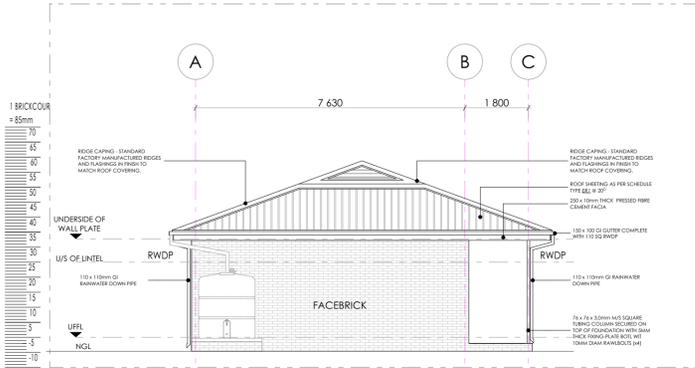 A
B
C
7 630
1 800
1 BRICKCOUR
= 85mm
70
65
60
55
50
45
40
35
30
25
20
15
10
5
-5
-10
RIDGE CAPING - STANDARD
FACTORY MANUFACTURED RIDGES
AND FLASHINGS IN FINISH TO
MATCH ROOF COVERING.
RIDGE CAPING - STANDARD
FACTORY MANUFACTURED RIDGES
AND FLASHINGS IN FINISH TO
MATCH ROOF COVERING.
ROOF SHEETING AS PER SCHEDULE
TYPE @ 20°
250 x 10mm THICK PRESSED FIBRE
CEMENT FACIA
150 x 100 GI GUTTER COMPLETE
WITH 110 SQ RWDP
UNDERSIDE OF
WALL PLATE
U/S OF LINTEL
RWDP
RWDP
110 x 110mm GI
RAINWATER
DOWN PIPE
110 x 110mm GI RAINWATER
DOWN PIPE
FACEBRICK
76 x 76 x 3.0mm M/S SQUARE
TUBING COLUMN SECURED ON
TOP OF FOUNDATION WITH 5MM
THICK FIXING-PLATE BOTL WIT
10MM DIAM RAWLBOLTS (x4)
UFFL
NGL